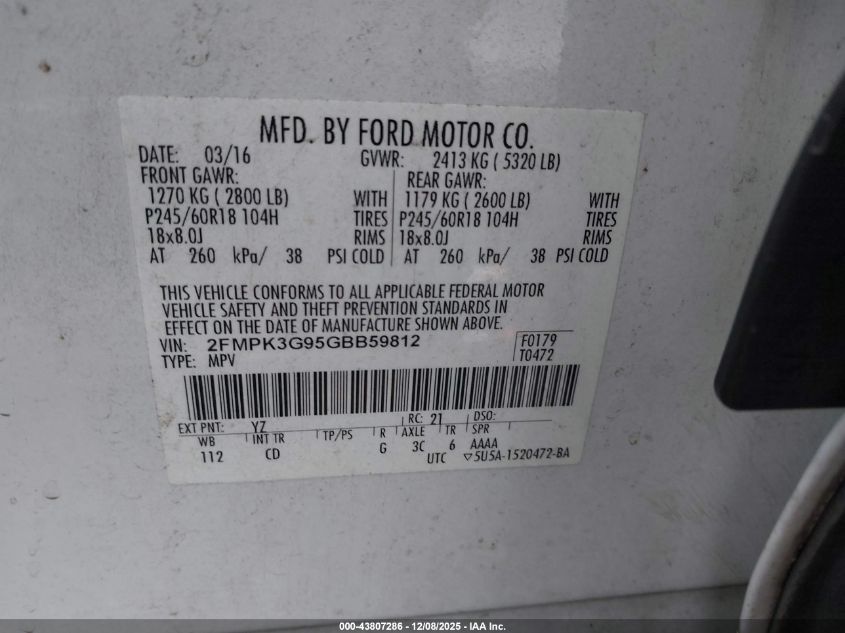 MFD. BY FORD MOTOR CO.
DATE: 03/16 GVWR: 2413 KG ( 5320 LB)
FRONT GAWR: REAR GAWR:
1270 KG ( 2800 LB) WITH 1179 KG ( 2600 LB) WITH
P245/60R18 104H TIRES P245/60R18 104H TIRES
18x8.0J RIMS 18x8.0J RIMS
AT 260 kPa/ 38 PSI COLD AT 260 kPa/ 38 PSI COLD
THIS VEHICLE CONFORMS TO ALL APPLICABLE FEDERAL MOTOR
VEHICLE SAFETY AND THEFT PREVENTION STANDARDS IN
EFFECT ON THE DATE OF MANUFACTURE SHOWN ABOVE.
VIN: 2FMPK3G95GBB59812 F0179
TYPE: MPV T0472
EXT PNT: YZ RC: 21 DSO:
WB INT TR TP/PS R AXLE TR SPR
112 CD G 3C 6 AAAA
UTC ▽5U5A-1520472-BA
000-43807286 - 12/08/2025 - IAA Inc.